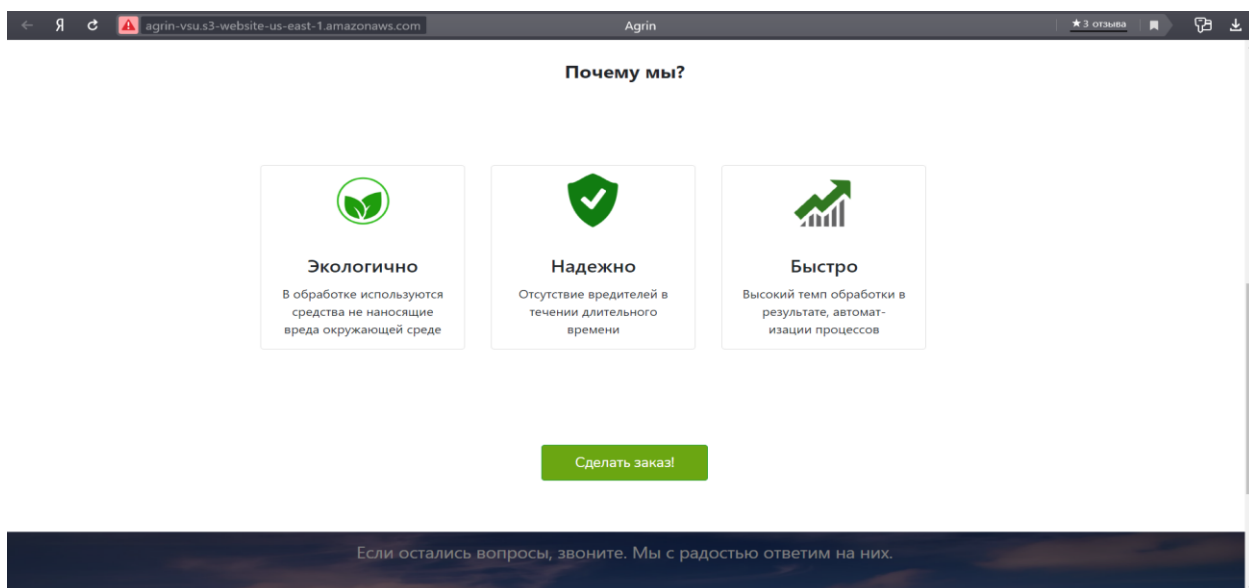 Я agrin-vsu.s3-website-us-east-1.amazonaws.com Agrin ★3 отзыва
Почему мы?
Экологично
В обработке используются
средства не наносящие
вреда окружающей среде
Надежно
Отсутствие вредителей в
течении длительного
времени
Быстро
Высокий темп обработки в
результате, автомат-
изации процессов
Сделать заказ!
Если остались вопросы, звоните. Мы с радостью ответим на них.